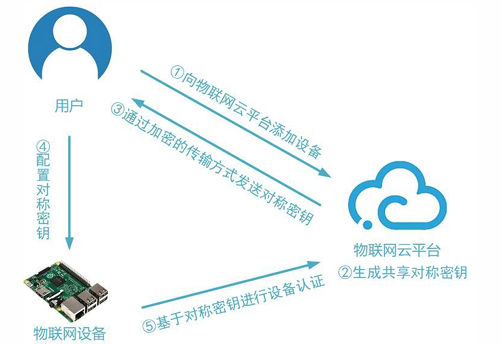 用户
①向物联网云平台添加设备
③通过加密的传输方式发送对称密钥
④配置对称密钥
物联网云平台
②生成共享对称密钥
物联网设备
⑤基于对称密钥进行设备认证